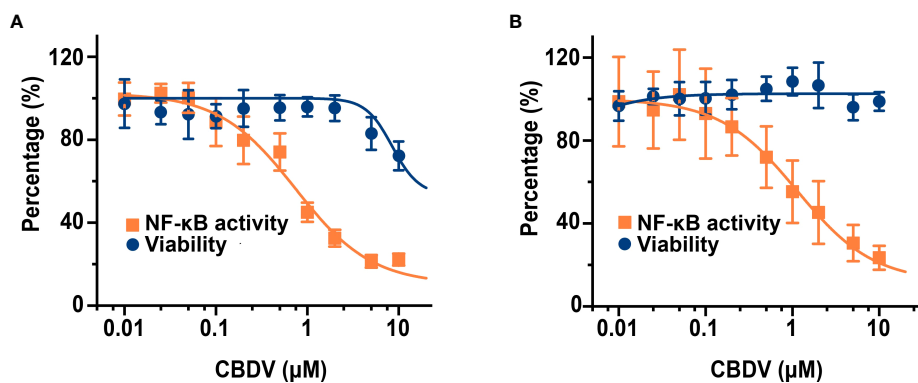 A
Percentage (%)
120
80
40
0
NF-κB activity
Viability
0.01 0.1 1 10
CBDV (µM)
B
Percentage (%)
120
80
40
0
NF-κB activity
Viability
0.01 0.1 1 10
CBDV (µM)